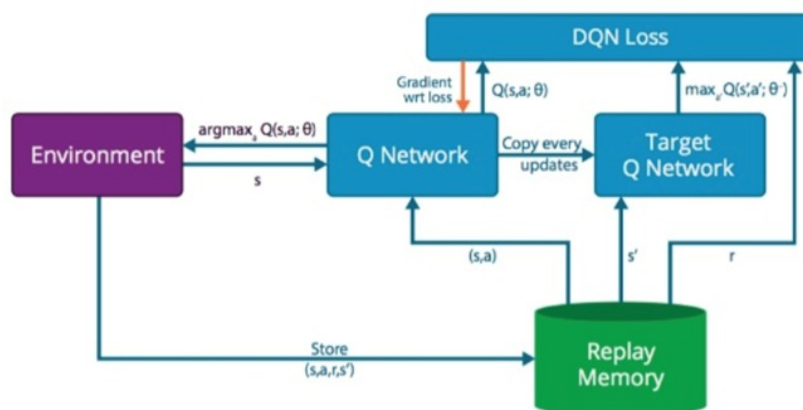 DQN Loss
Gradient
wrt loss
Q(s,a; θ)
maxₐ′ Q(s′,a′; θ⁻)
Environment
argmaxₐ Q(s,a; θ)
s
Q Network
Copy every
updates
Target
Q Network
(s,a)
s′
r
Store
(s,a,r,s′)
Replay
Memory